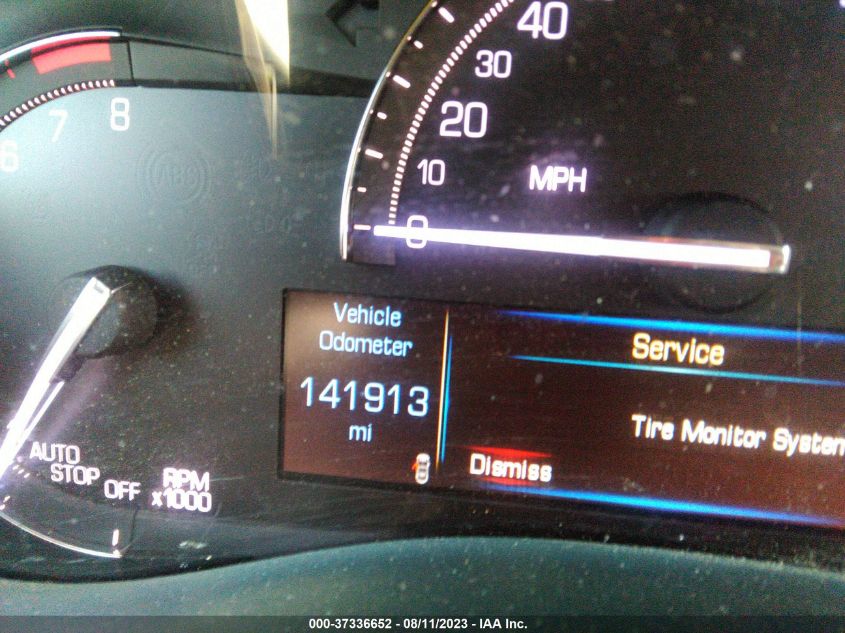 6 7 8
40
30
20
10
0
MPH
Vehicle
Odometer
141913
mi
Service
Tire Monitor System
Dismiss
AUTO
STOP
OFF
RPM
x1000
000-37336652 - 08/11/2023 - IAA Inc.